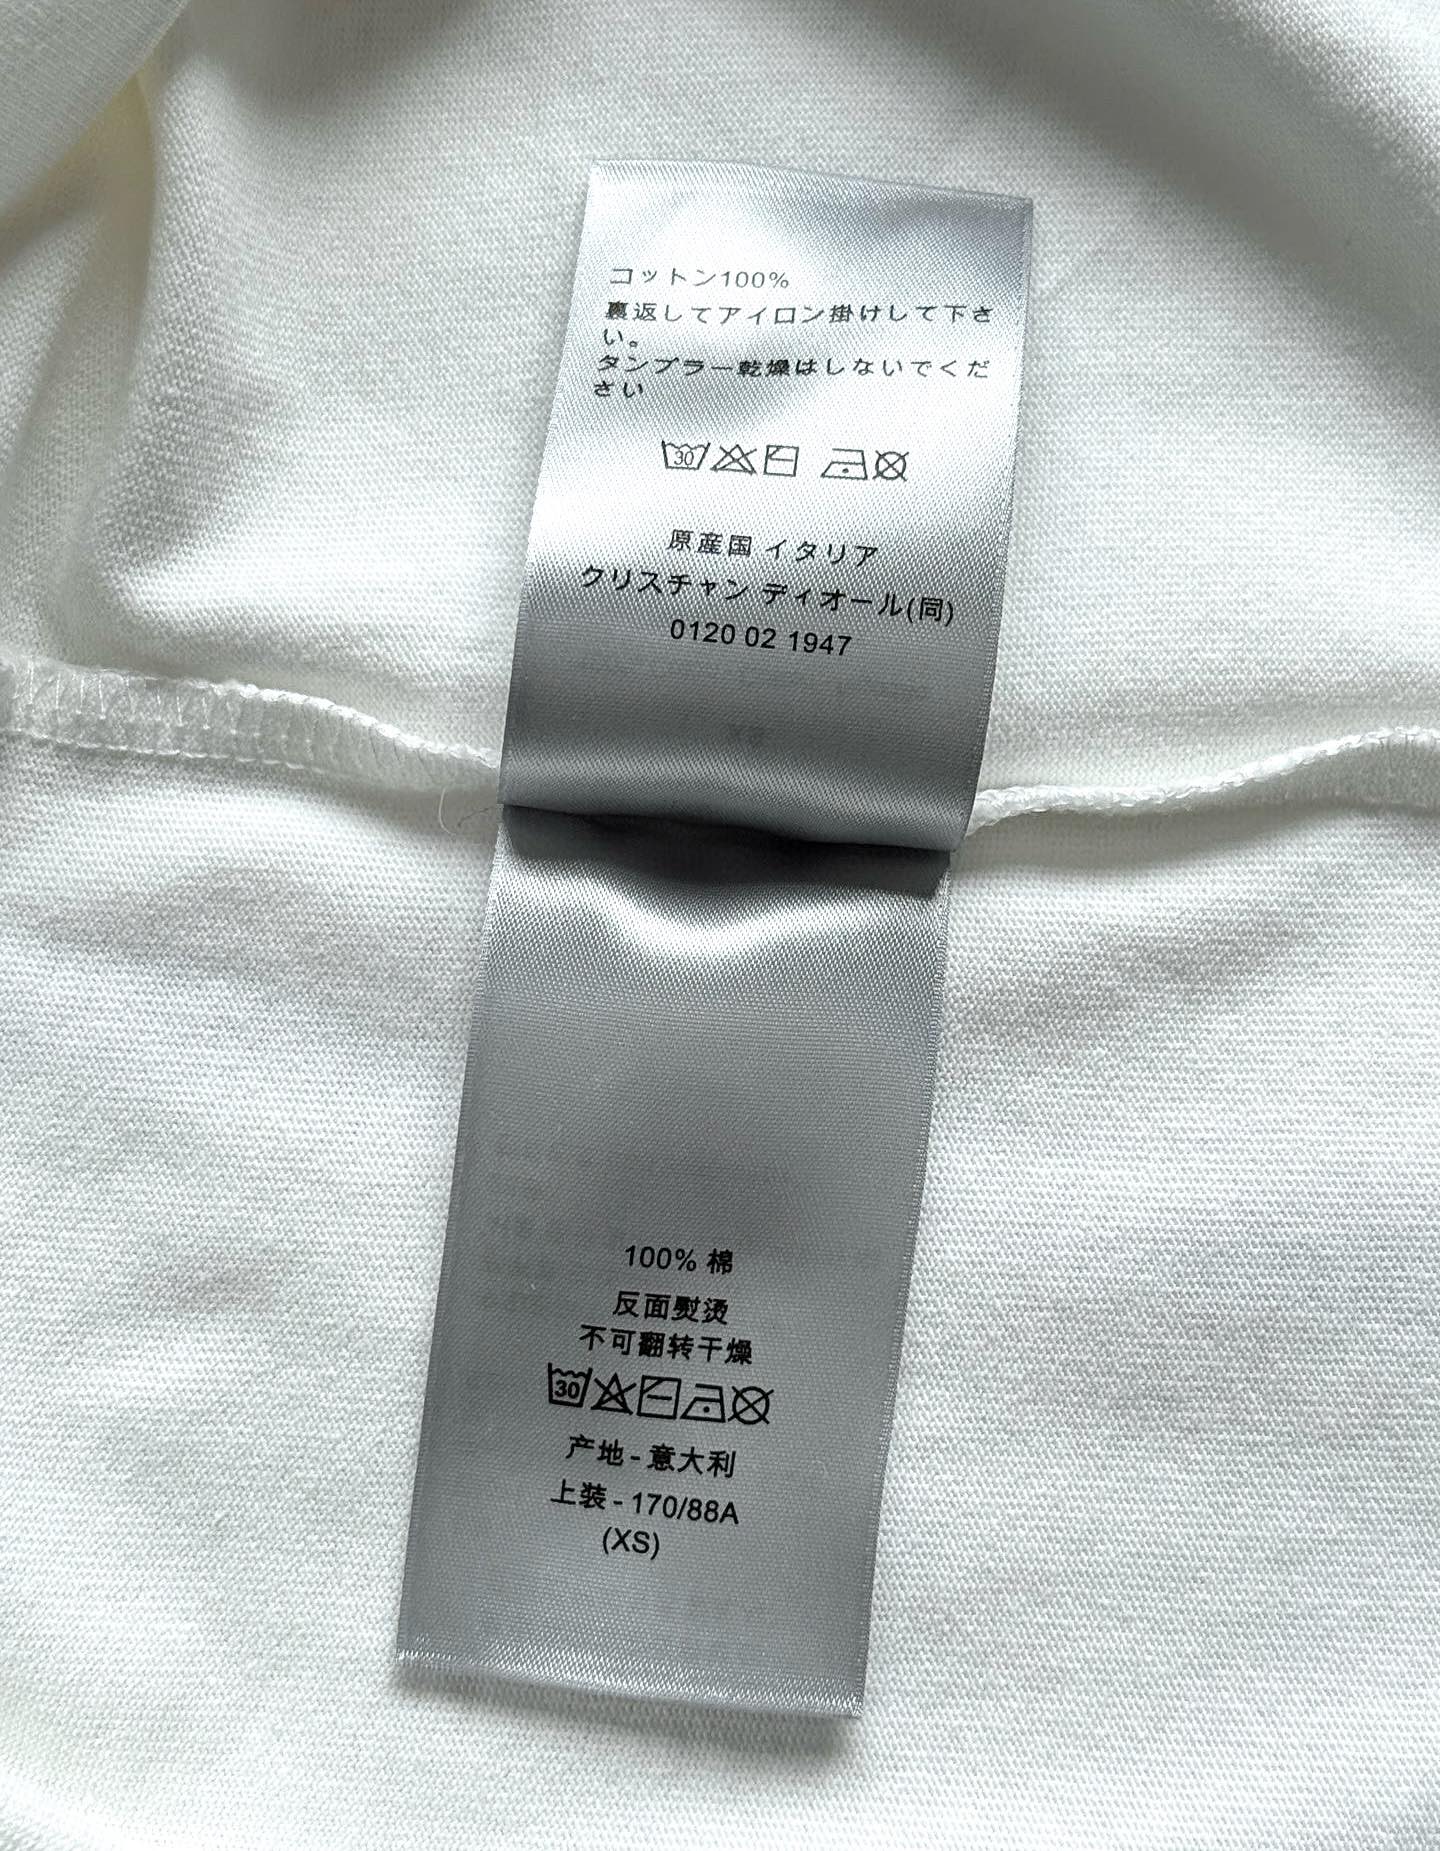 コットン100%
裏返してアイロン掛けして下さ
い。
タンブラー乾燥はしないでくだ
さい
30
原産国 イタリア
クリスチャン ディオール(同)
0120 02 1947
100% 棉
反面熨烫
不可翻转干燥
30
产地 - 意大利
上装 - 170/88A
(XS)